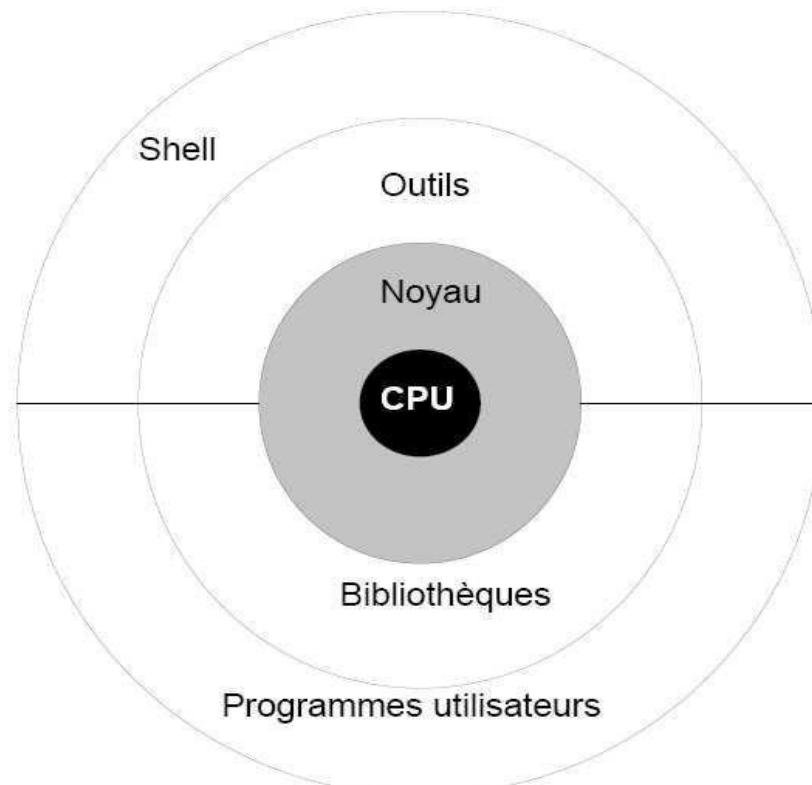 Shell
Outils
Noyau
CPU
Bibliothèques
Programmes utilisateurs